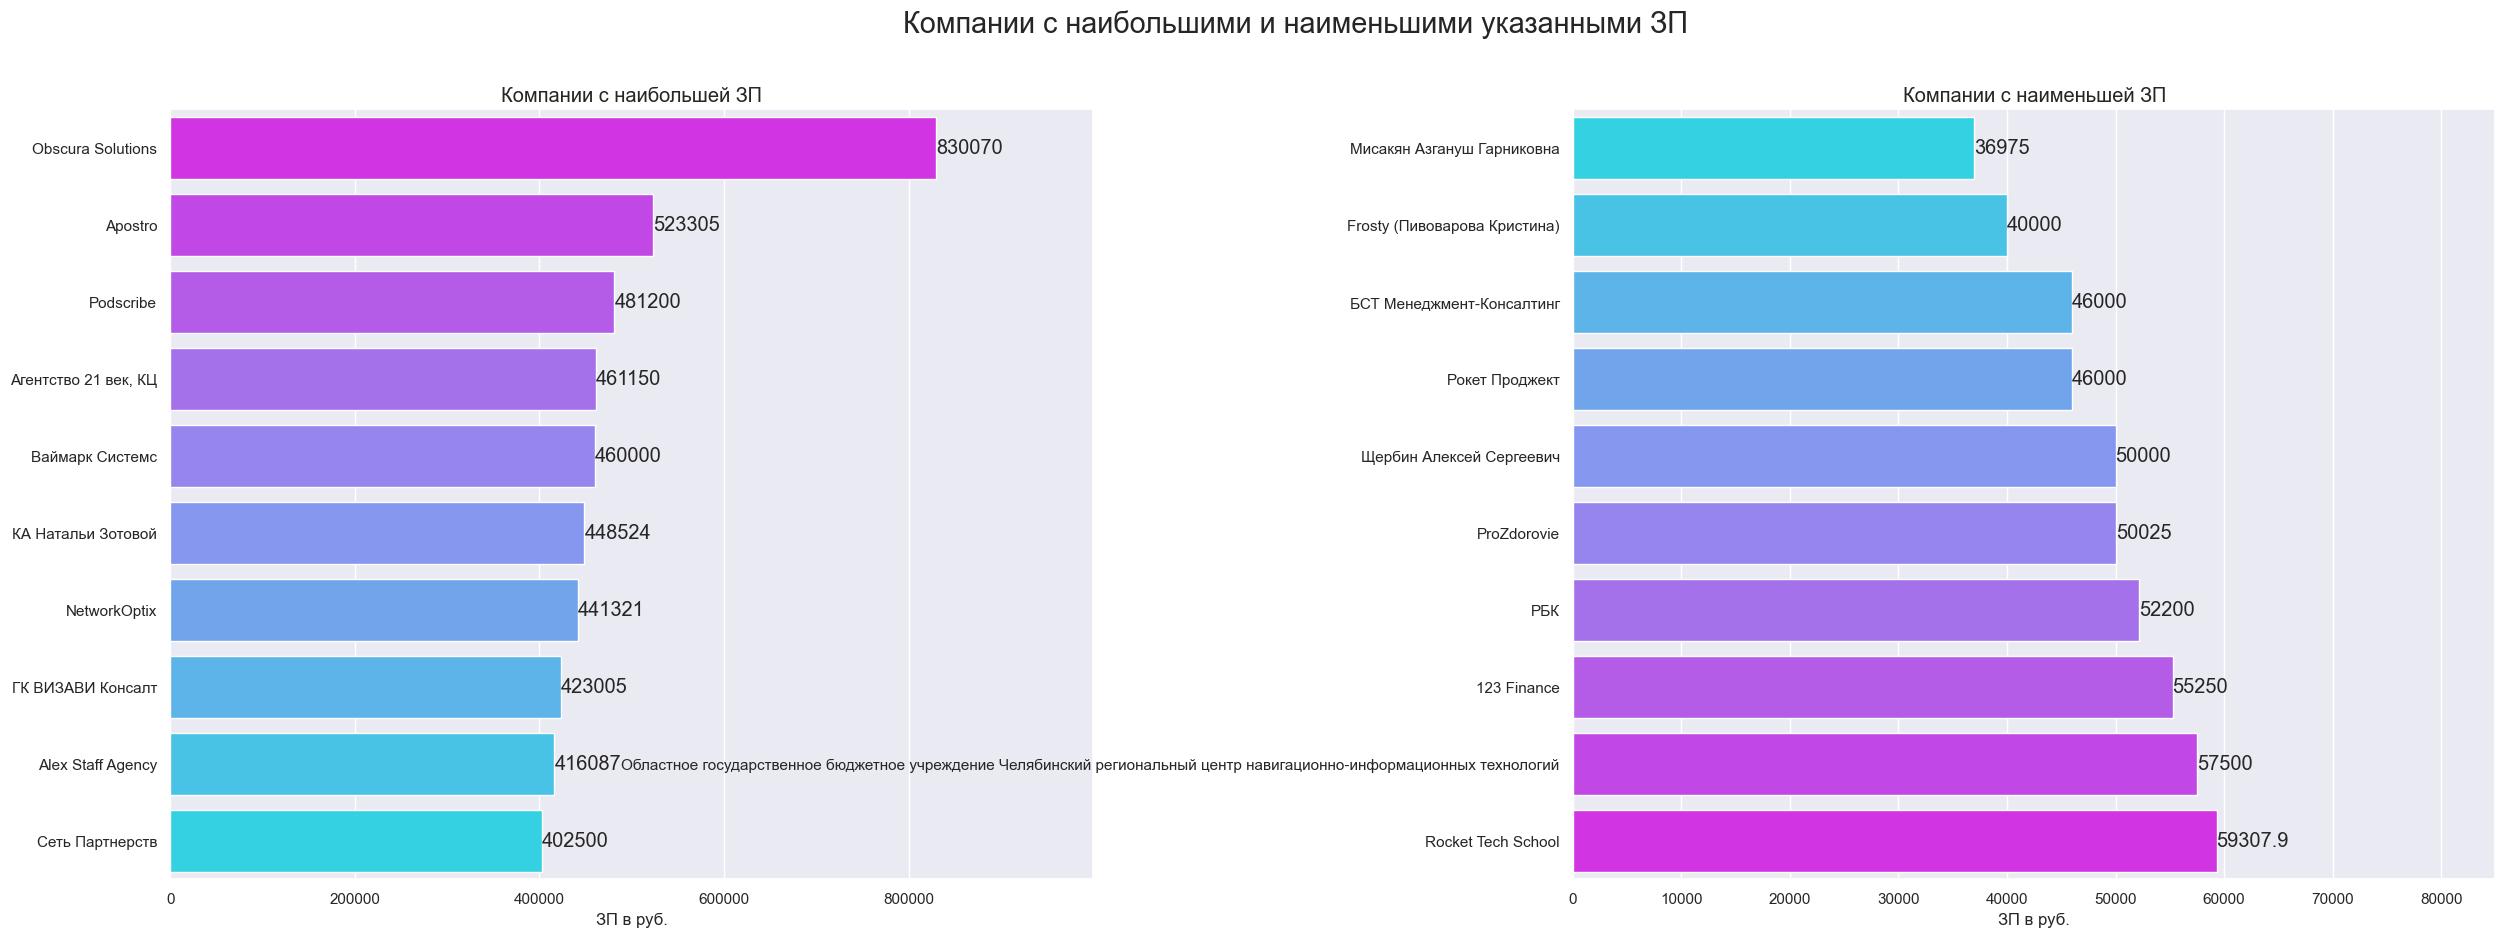 Компании с наибольшими и наименьшими указанными ЗП
Компании с наибольшей ЗП
Obscura Solutions 830070
Apostro 523305
Podscribe 481200
Агентство 21 век, КЦ 461150
Ваймарк Системс 460000
КА Натальи Зотовой 448524
NetworkOptix 441321
ГК ВИЗАВИ Консалт 423005
Alex Staff Agency 416087
Сеть Партнерств 402500
0 200000 400000 600000 800000
ЗП в руб.
Компании с наименьшей ЗП
Мисакян Азгануш Гарниковна 36975
Frosty (Пивоварова Кристина) 40000
БСТ Менеджмент-Консалтинг 46000
Рокет Проджект 46000
Щербин Алексей Сергеевич 50000
ProZdorovie 50025
РБК 52200
123 Finance 55250
Областное государственное бюджетное учреждение Челябинский региональный центр навигационно-информационных технологий 57500
Rocket Tech School 59307.9
0 10000 20000 30000 40000 50000 60000 70000 80000
ЗП в руб.